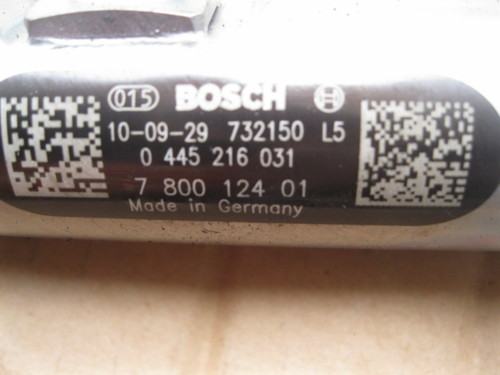 015 BOSCH
10-09-29 732150 L5
0 445 216 031
7 800 124 01
Made in Germany